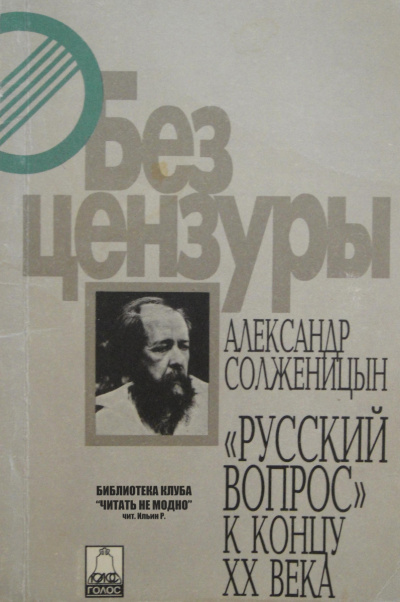 Без
цензуры
АЛЕКСАНДР
СОЛЖЕНИЦЫН
«РУССКИЙ
ВОПРОС»
К КОНЦУ
XX ВЕКА
БИБЛИОТЕКА КЛУБА
"ЧИТАТЬ НЕ МОДНО"
чит. Ильин Р.
ГОЛОС